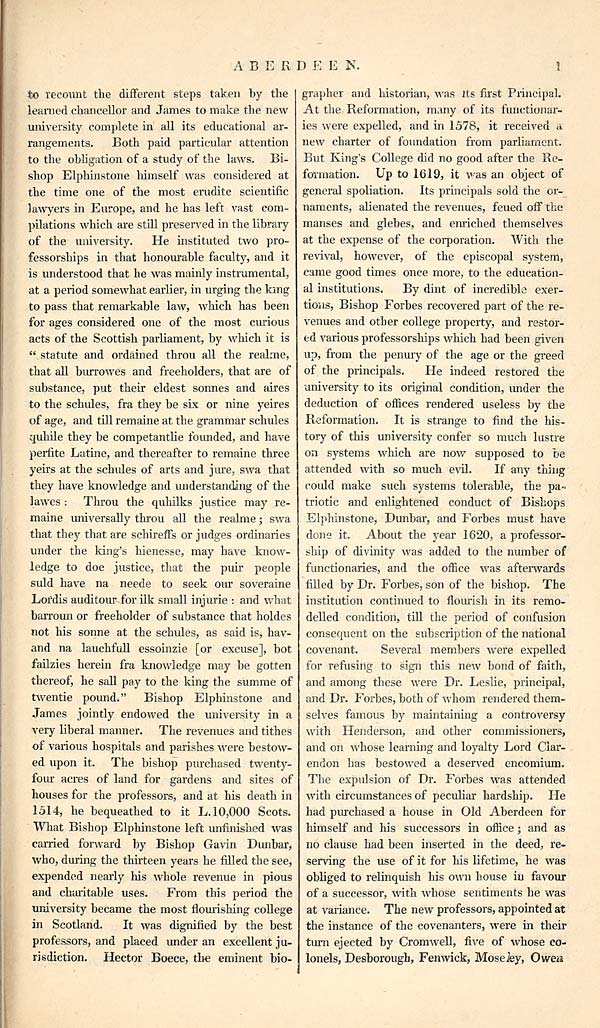 ABERDEEN.
1
to recount the different steps taken by the
learned chancellor and James to make the new
university complete in all its educational ar-
rangements. Both paid particular attention
to the obligation of a study of the laws. Bi-
shop Elphinstone himself was considered at
the time one of the most erudite scientific
lawyers in Europe, and he has left vast com-
pilations which are still preserved in the library
of the university. He instituted two pro-
fessorships in that honourable faculty, and it
is understood that he was mainly instrumental,
at a period somewhat earlier, in urging the king
to pass that remarkable law, which has been
for ages considered one of the most curious
acts of the Scottish parliament, by which it is
" statute and ordained throu all the realme,
that all burrowes and freeholders, that are of
substance, put their eldest sonnes and aires
to the schules, fra they be six or nine yeires
of age, and till remaine at the grammar schules
quhile they be competantlie founded, and have
perfite Latine, and thereafter to remaine three
yeirs at the schules of arts and jure, swa that
they have knowledge and understanding of the
lawes : Throu the quhilks justice may re-
maine universally throu all the realme ; swa
that they that are schireffs or judges ordinaries
under the king's hienesse, may have know-
ledge to doe justice, that the puir people
suld have na neede to seek our soveraine
Lordis auditour for ilk small injurie : and what
barroun or freeholder of substance that holdes
not his sonne at the schules, as said is, hav-
and na lauchfull essoinzie [or excuse], bot
failzies herein fra knowledge may be gotten
thereof, he sall pay to the king the summe of
twentie pound." Bishop Elphinstone and
James jointly endowed the university in a
very liberal manner. The revenues and tithes
of various hospitals and parishes were bestow-
ed upon it. The bishop purchased twenty-
four acres of land for gardens and sites of
houses for the professors, and at his death in
1514, he bequeathed to it L.10,000 Scots.
What Bishop Elphinstone left unfinished was
carried forward by Bishop Gavin Dunbar,
who, during the thirteen years he filled the see,
expended nearly his whole revenue in pious
and charitable uses. From this period the
university became the most flourishing college
in Scotland. It was dignified by the best
professors, and placed under an excellent ju-
risdiction. Hector Boece, the eminent bio-
grapher and historian, was its first Principal.
At the Reformation, many of its functionar-
ies were expelled, and in 1578, it received a
new charter of foundation from parliament.
But King's College did no good after the Re-
formation. Up to 1619, it was an object of
general spoliation. Its principals sold the or-
naments, alienated the revenues, feued off the
manses and glebes, and enriched themselves
at the expense of the corporation. With the
revival, however, of the episcopal system,
came good times once more, to the education-
al institutions. By dint of incredible exer-
tions, Bishop Forbes recovered part of the re-
venues and other college property, and restor-
ed various professorships which had been given
up, from the penury of the age or the greed
of the principals. He indeed restored the
university to its original condition, under the
deduction of offices rendered useless by the
Reformation. It is strange to find the his-
tory of this university confer so much lustre
on systems which are now supposed to be
attended with so much evil. If any thing
could make such systems tolerable, the pa-
triotic and enlightened conduct of Bishops
Elphinstone, Dunbar, and Forbes must have
done it. About the year 1620, a professor-
ship of divinity was added to the number of
functionaries, and the office was afterwards
filled by Dr. Forbes, son of the bishop. The
institution continued to flourish in its remo-
delled condition, till the period of confusion
consequent on the subscription of the national
covenant. Several members were expelled
for refusing to sign this new bond of faith,
and among these were Dr. Leslie, principal,
and Dr. Forbes, both of whom rendered them-
selves famous by maintaining a controversy
with Henderson, and other commissioners,
and on whose learning and loyalty Lord Clar-
endon has bestowed a deserved encomium.
The expulsion of Dr. Forbes was attended
with circumstances of peculiar hardship. He
had purchased a house in Old Aberdeen for
himself and his successors in office ; and as
no clause had been inserted in the deed, re-
serving the use of it for his lifetime, he was
obliged to relinquish his own house in favour
of a successor, with whose sentiments he was
at variance. The new professors, appointed at
the instance of the covenanters, were in their
turn ejected by Cromwell, five of whose co-
lonels, Desborough, Fenwick, Moseley, Owen